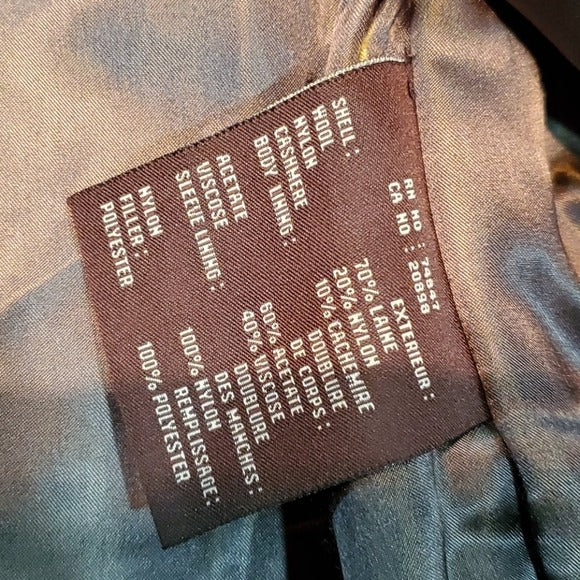 RN NO : 74847
CA NO : 20898
SHELL : EXTERIEUR :
WOOL 70% LAINE
NYLON 20% NYLON
CASHMERE 10% CACHEMIRE
BODY LINING : DOUBLURE
DE CORPS :
ACETATE 60% ACETATE
VISCOSE 40% VISCOSE
SLEEVE LINING : DOUBLURE
DES MANCHES :
NYLON 100% NYLON
FILLER : REMPLISSAGE :
POLYESTER 100% POLYESTER